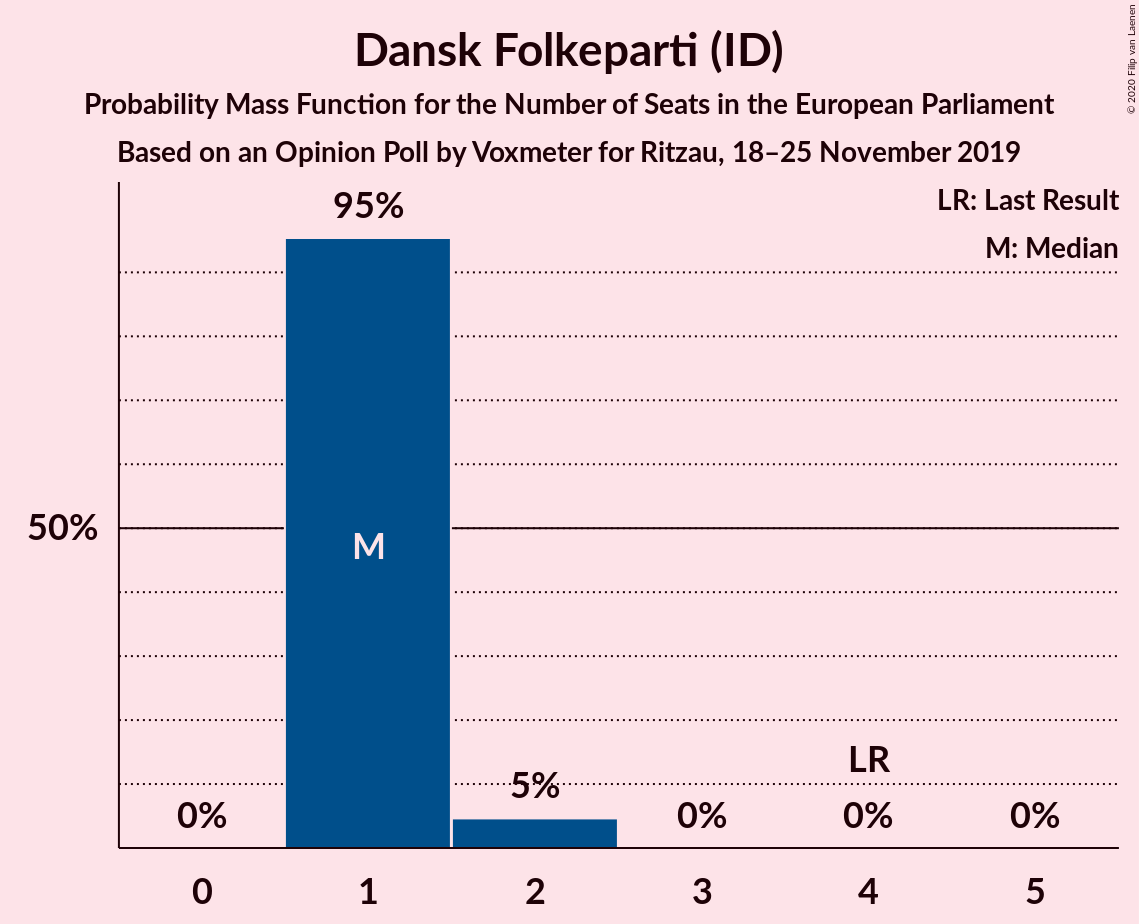 Dansk Folkeparti (ID)
Probability Mass Function for the Number of Seats in the European Parliament
Based on an Opinion Poll by Voxmeter for Ritzau, 18–25 November 2019
© 2020 Filip van Laenen
LR: Last Result
M: Median
95%
50%
M
LR
0%
5%
0%
0%
0%
0
1
2
3
4
5